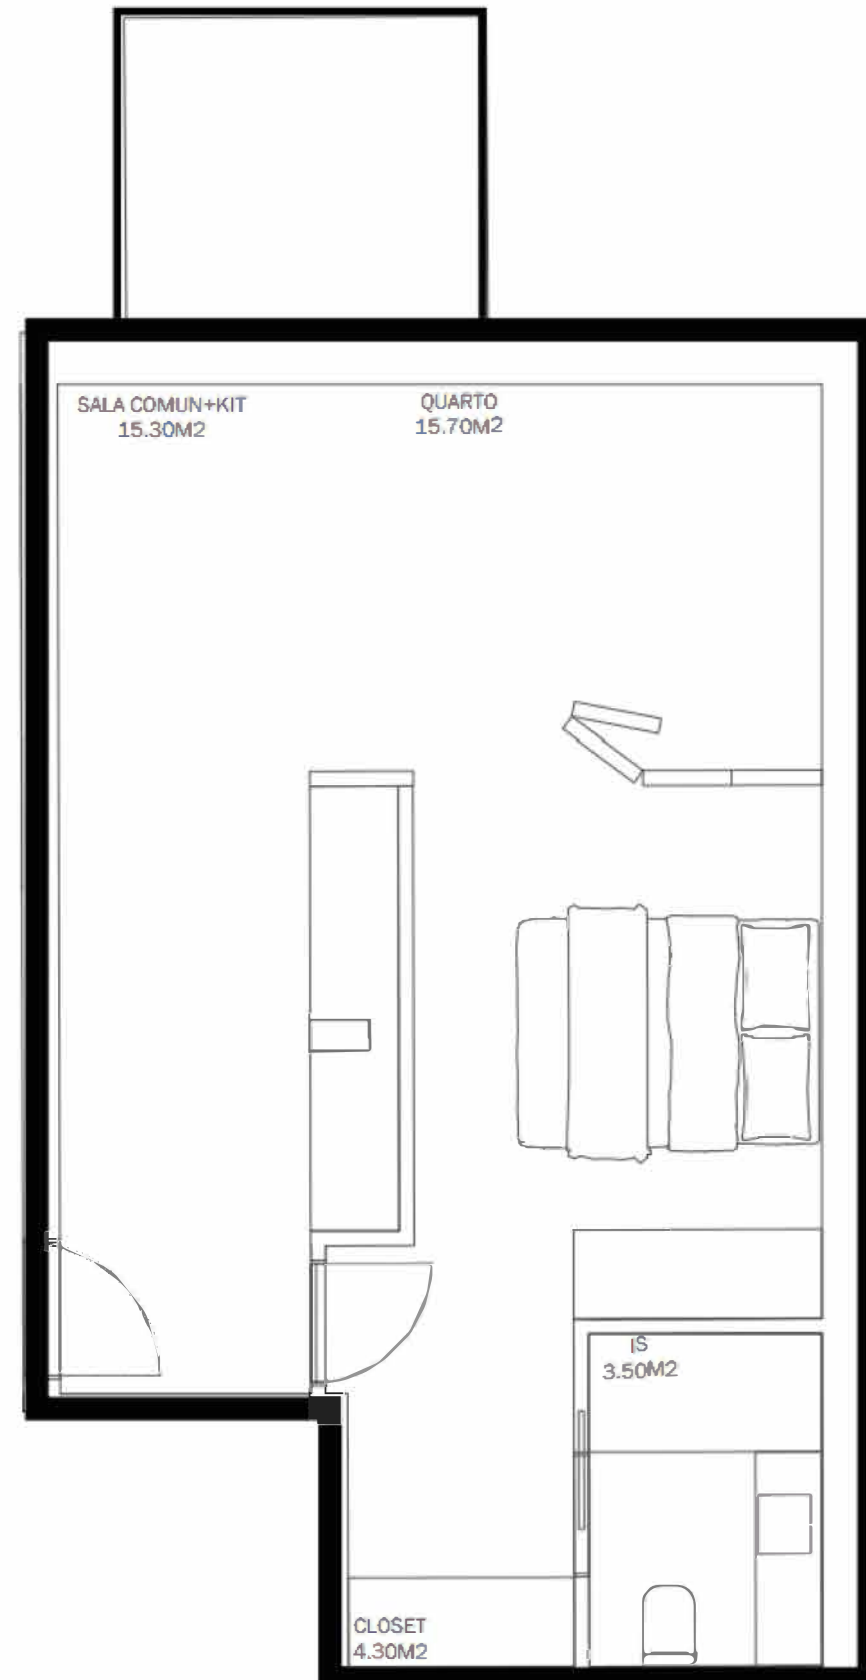 SALA COMUN+KIT
15.30M2
QUARTO
15.70M2
IS
3.50M2
CLOSET
4.30M2